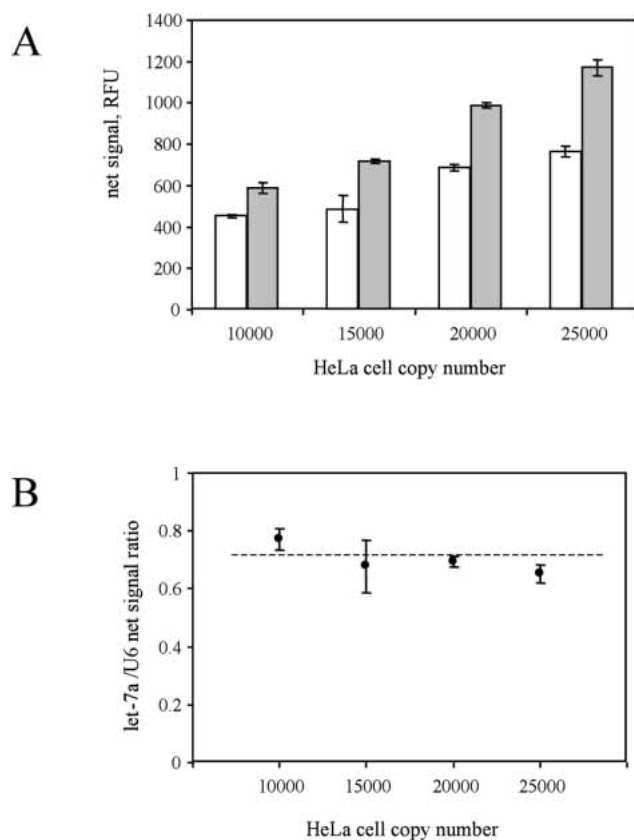 A
net signal, RFU
1400
1200
1000
800
600
400
200
0
10000 15000 20000 25000
HeLa cell copy number
B
let-7a /U6 net signal ratio
1
0.8
0.6
0.4
0.2
0
10000 15000 20000 25000
HeLa cell copy number